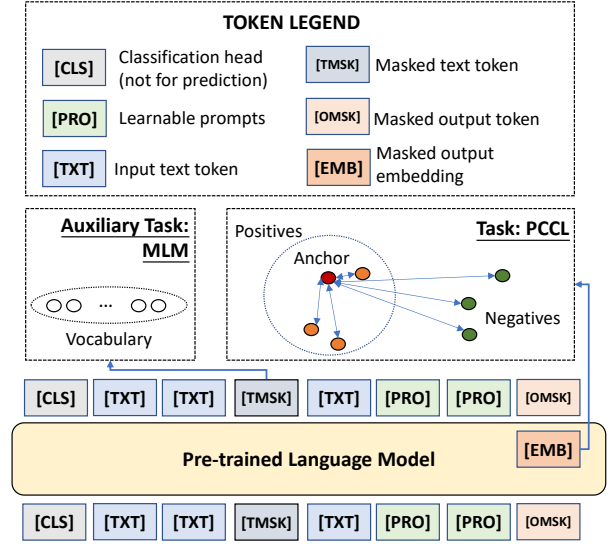 TOKEN LEGEND
[CLS] Classification head
(not for prediction)
[TMSK] Masked text token
[PRO] Learnable prompts
[OMSK] Masked output token
[TXT] Input text token
[EMB] Masked output
embedding
Auxiliary Task:
MLM
...
Vocabulary
Task: PCCL
Positives
Anchor
Negatives
[CLS] [TXT] [TXT] [TMSK] [TXT] [PRO] [PRO] [OMSK]
Pre-trained Language Model
[EMB]
[CLS] [TXT] [TXT] [TMSK] [TXT] [PRO] [PRO] [OMSK]